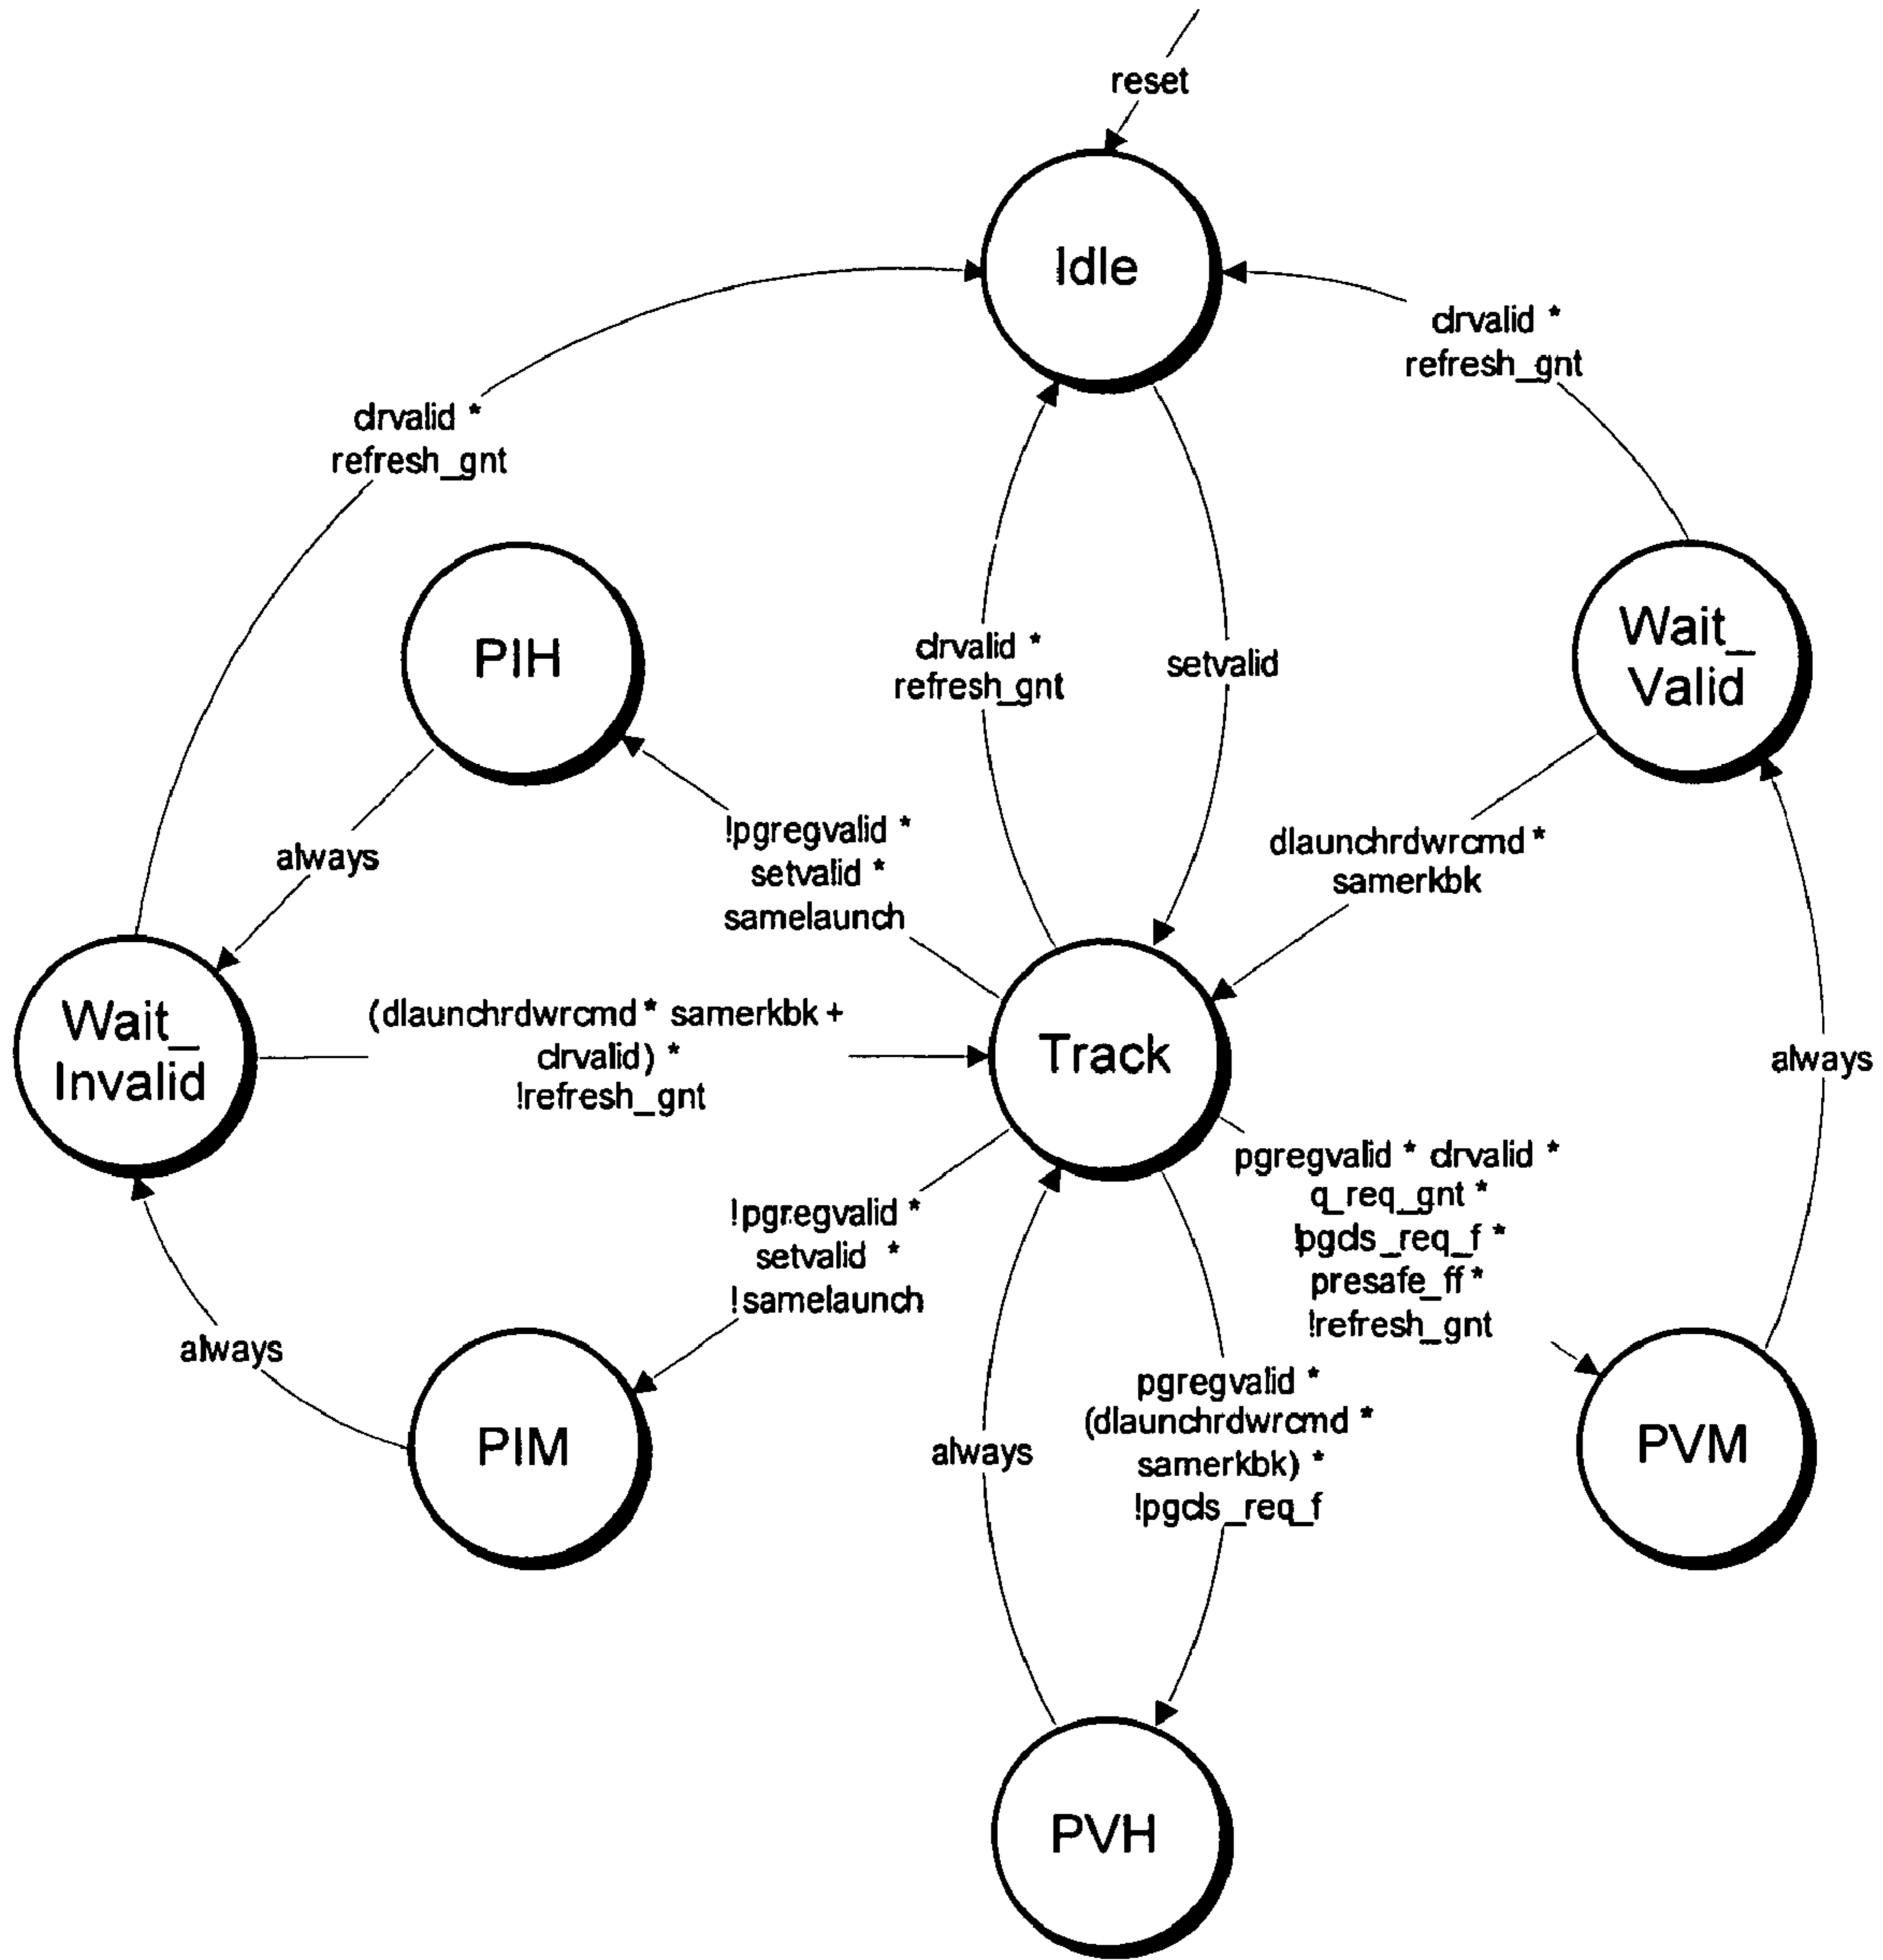 reset
Idle
clrvalid *
refresh_gnt
clrvalid *
refresh_gnt
PIH
clrvalid *
refresh_gnt
setvalid
Wait_
Valid
!pgregvalid *
setvalid *
samelaunch
always
dlaunchrdwrcmd *
samerkbk
Wait_
Invalid
(dlaunchrdwrcmd * samerkbk +
clrvalid) *
!refresh_gnt
Track
always
pgregvalid * clrvalid *
q_req_gnt *
!pgcls_req_f *
presafe_ff *
!refresh_gnt
!pgregvalid *
setvalid *
!samelaunch
always
PIM
always
pgregvalid *
(dlaunchrdwrcmd *
samerkbk) *
!pgcls_req_f
PVM
PVH